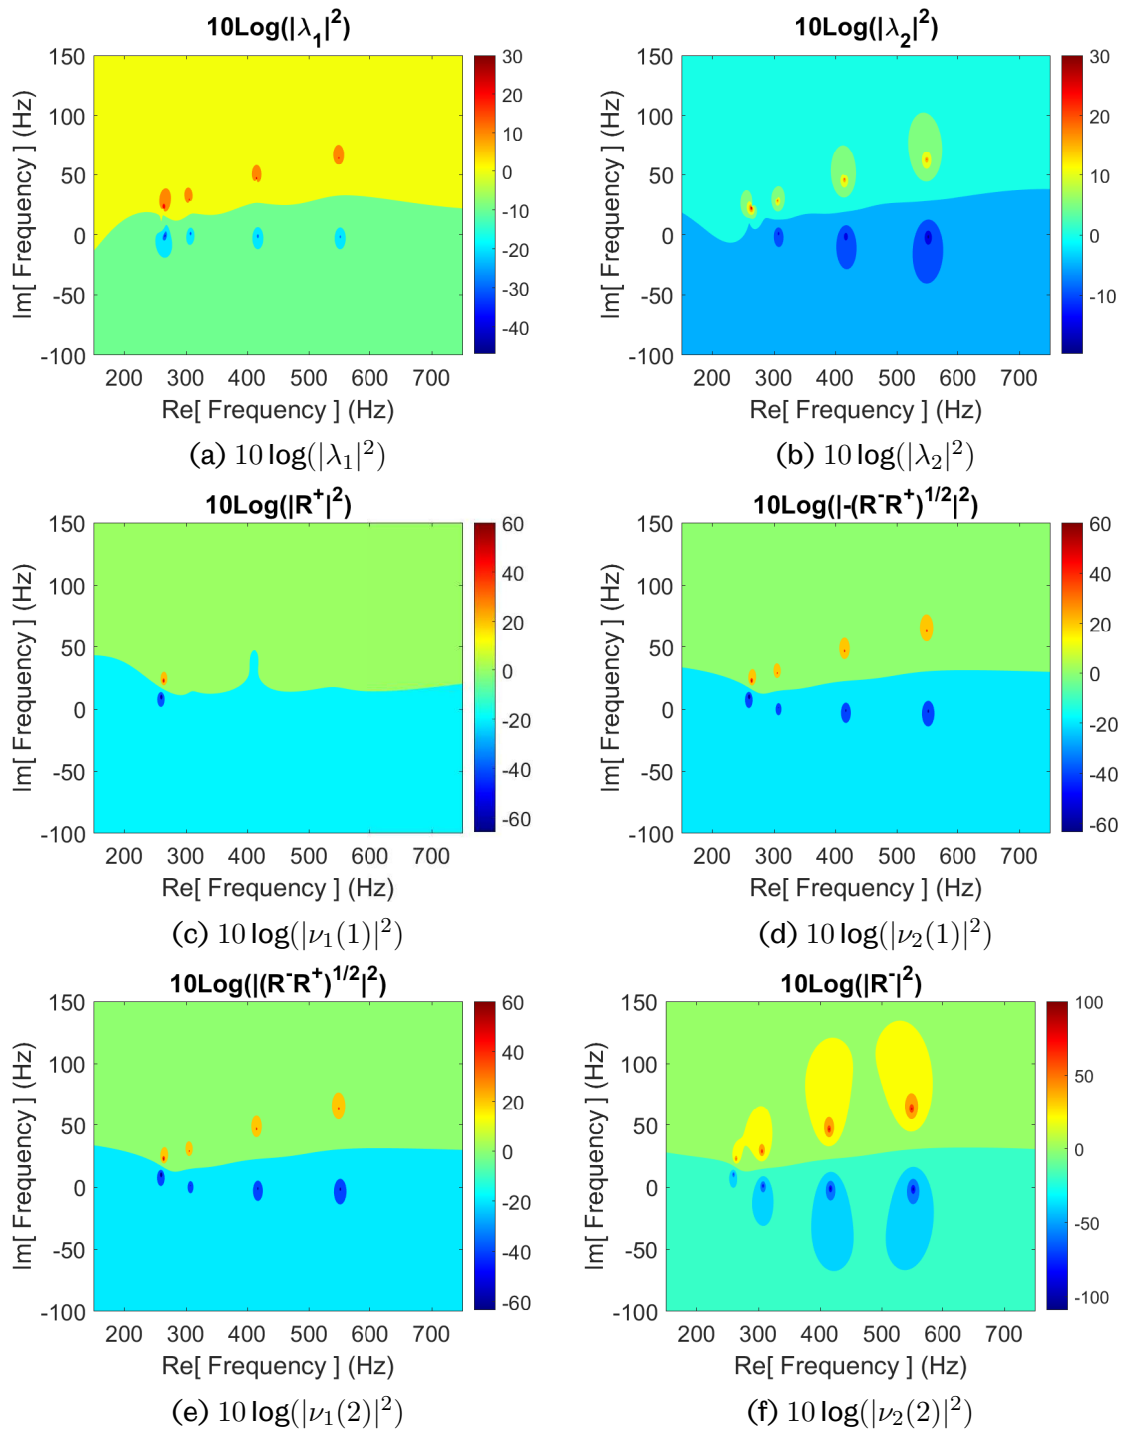 10Log(|λ₁|²)
150
100
50
0
-50
-100
Im[ Frequency ] (Hz)
200 300 400 500 600 700
Re[ Frequency ] (Hz)
30
20
10
0
-10
-20
-30
-40
(a) 10 log(|λ₁|²)
10Log(|λ₂|²)
150
100
50
0
-50
-100
Im[ Frequency ] (Hz)
200 300 400 500 600 700
Re[ Frequency ] (Hz)
30
20
10
0
-10
(b) 10 log(|λ₂|²)
10Log(|R⁺|²)
150
100
50
0
-50
-100
Im[ Frequency ] (Hz)
200 300 400 500 600 700
Re[ Frequency ] (Hz)
60
40
20
0
-20
-40
-60
(c) 10 log(|ν₁(1)|²)
10Log(|-(R⁻R⁺)¹ᐟ²|²)
150
100
50
0
-50
-100
Im[ Frequency ] (Hz)
200 300 400 500 600 700
Re[ Frequency ] (Hz)
60
40
20
0
-20
-40
-60
(d) 10 log(|ν₂(1)|²)
10Log(|(R⁻R⁺)¹ᐟ²|²)
150
100
50
0
-50
-100
Im[ Frequency ] (Hz)
200 300 400 500 600 700
Re[ Frequency ] (Hz)
60
40
20
0
-20
-40
-60
(e) 10 log(|ν₁(2)|²)
10Log(|R⁻|²)
150
100
50
0
-50
-100
Im[ Frequency ] (Hz)
200 300 400 500 600 700
Re[ Frequency ] (Hz)
100
50
0
-50
-100
(f) 10 log(|ν₂(2)|²)